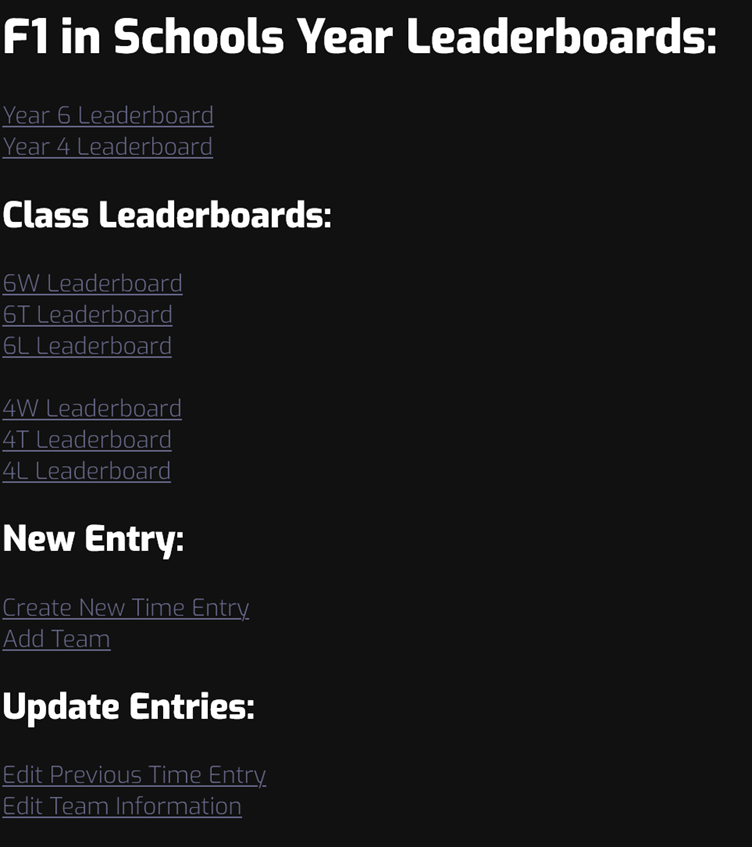 F1 in Schools Year Leaderboards:
Year 6 Leaderboard
Year 4 Leaderboard
Class Leaderboards:
6W Leaderboard
6T Leaderboard
6L Leaderboard
4W Leaderboard
4T Leaderboard
4L Leaderboard
New Entry:
Create New Time Entry
Add Team
Update Entries:
Edit Previous Time Entry
Edit Team Information